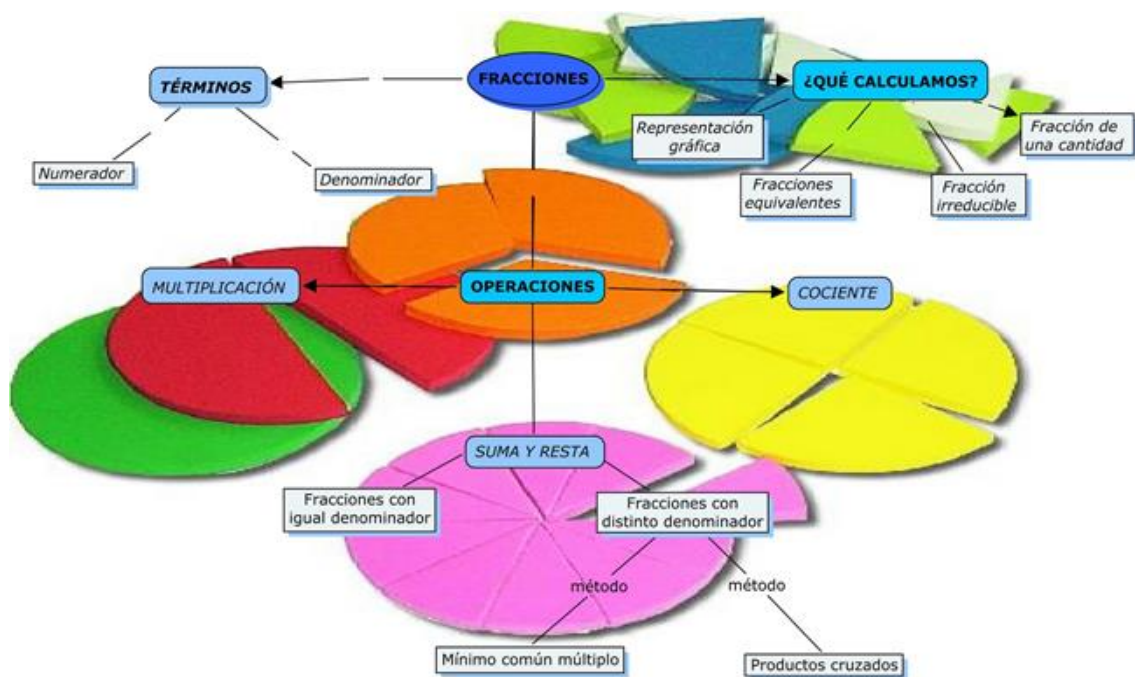 TÉRMINOS
FRACCIONES
¿QUÉ CALCULAMOS?
Numerador
Denominador
Representación
gráfica
Fracciones
equivalentes
Fracción
irreducible
Fracción de
una cantidad
MULTIPLICACIÓN
OPERACIONES
COCIENTE
SUMA Y RESTA
Fracciones con
igual denominador
Fracciones con
distinto denominador
método
método
Mínimo común múltiplo
Productos cruzados